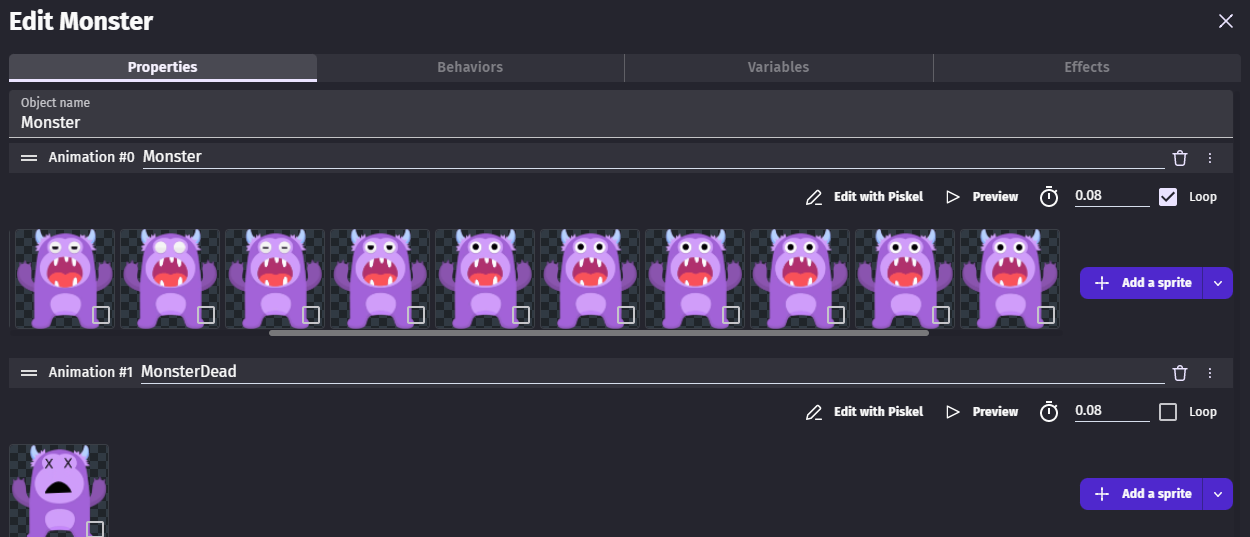 Edit Monster
Properties Behaviors Variables Effects
Object name
Monster
Animation #0 Monster
Edit with Piskel Preview 0.08 Loop
Add a sprite
Animation #1 MonsterDead
Edit with Piskel Preview 0.08 Loop
Add a sprite